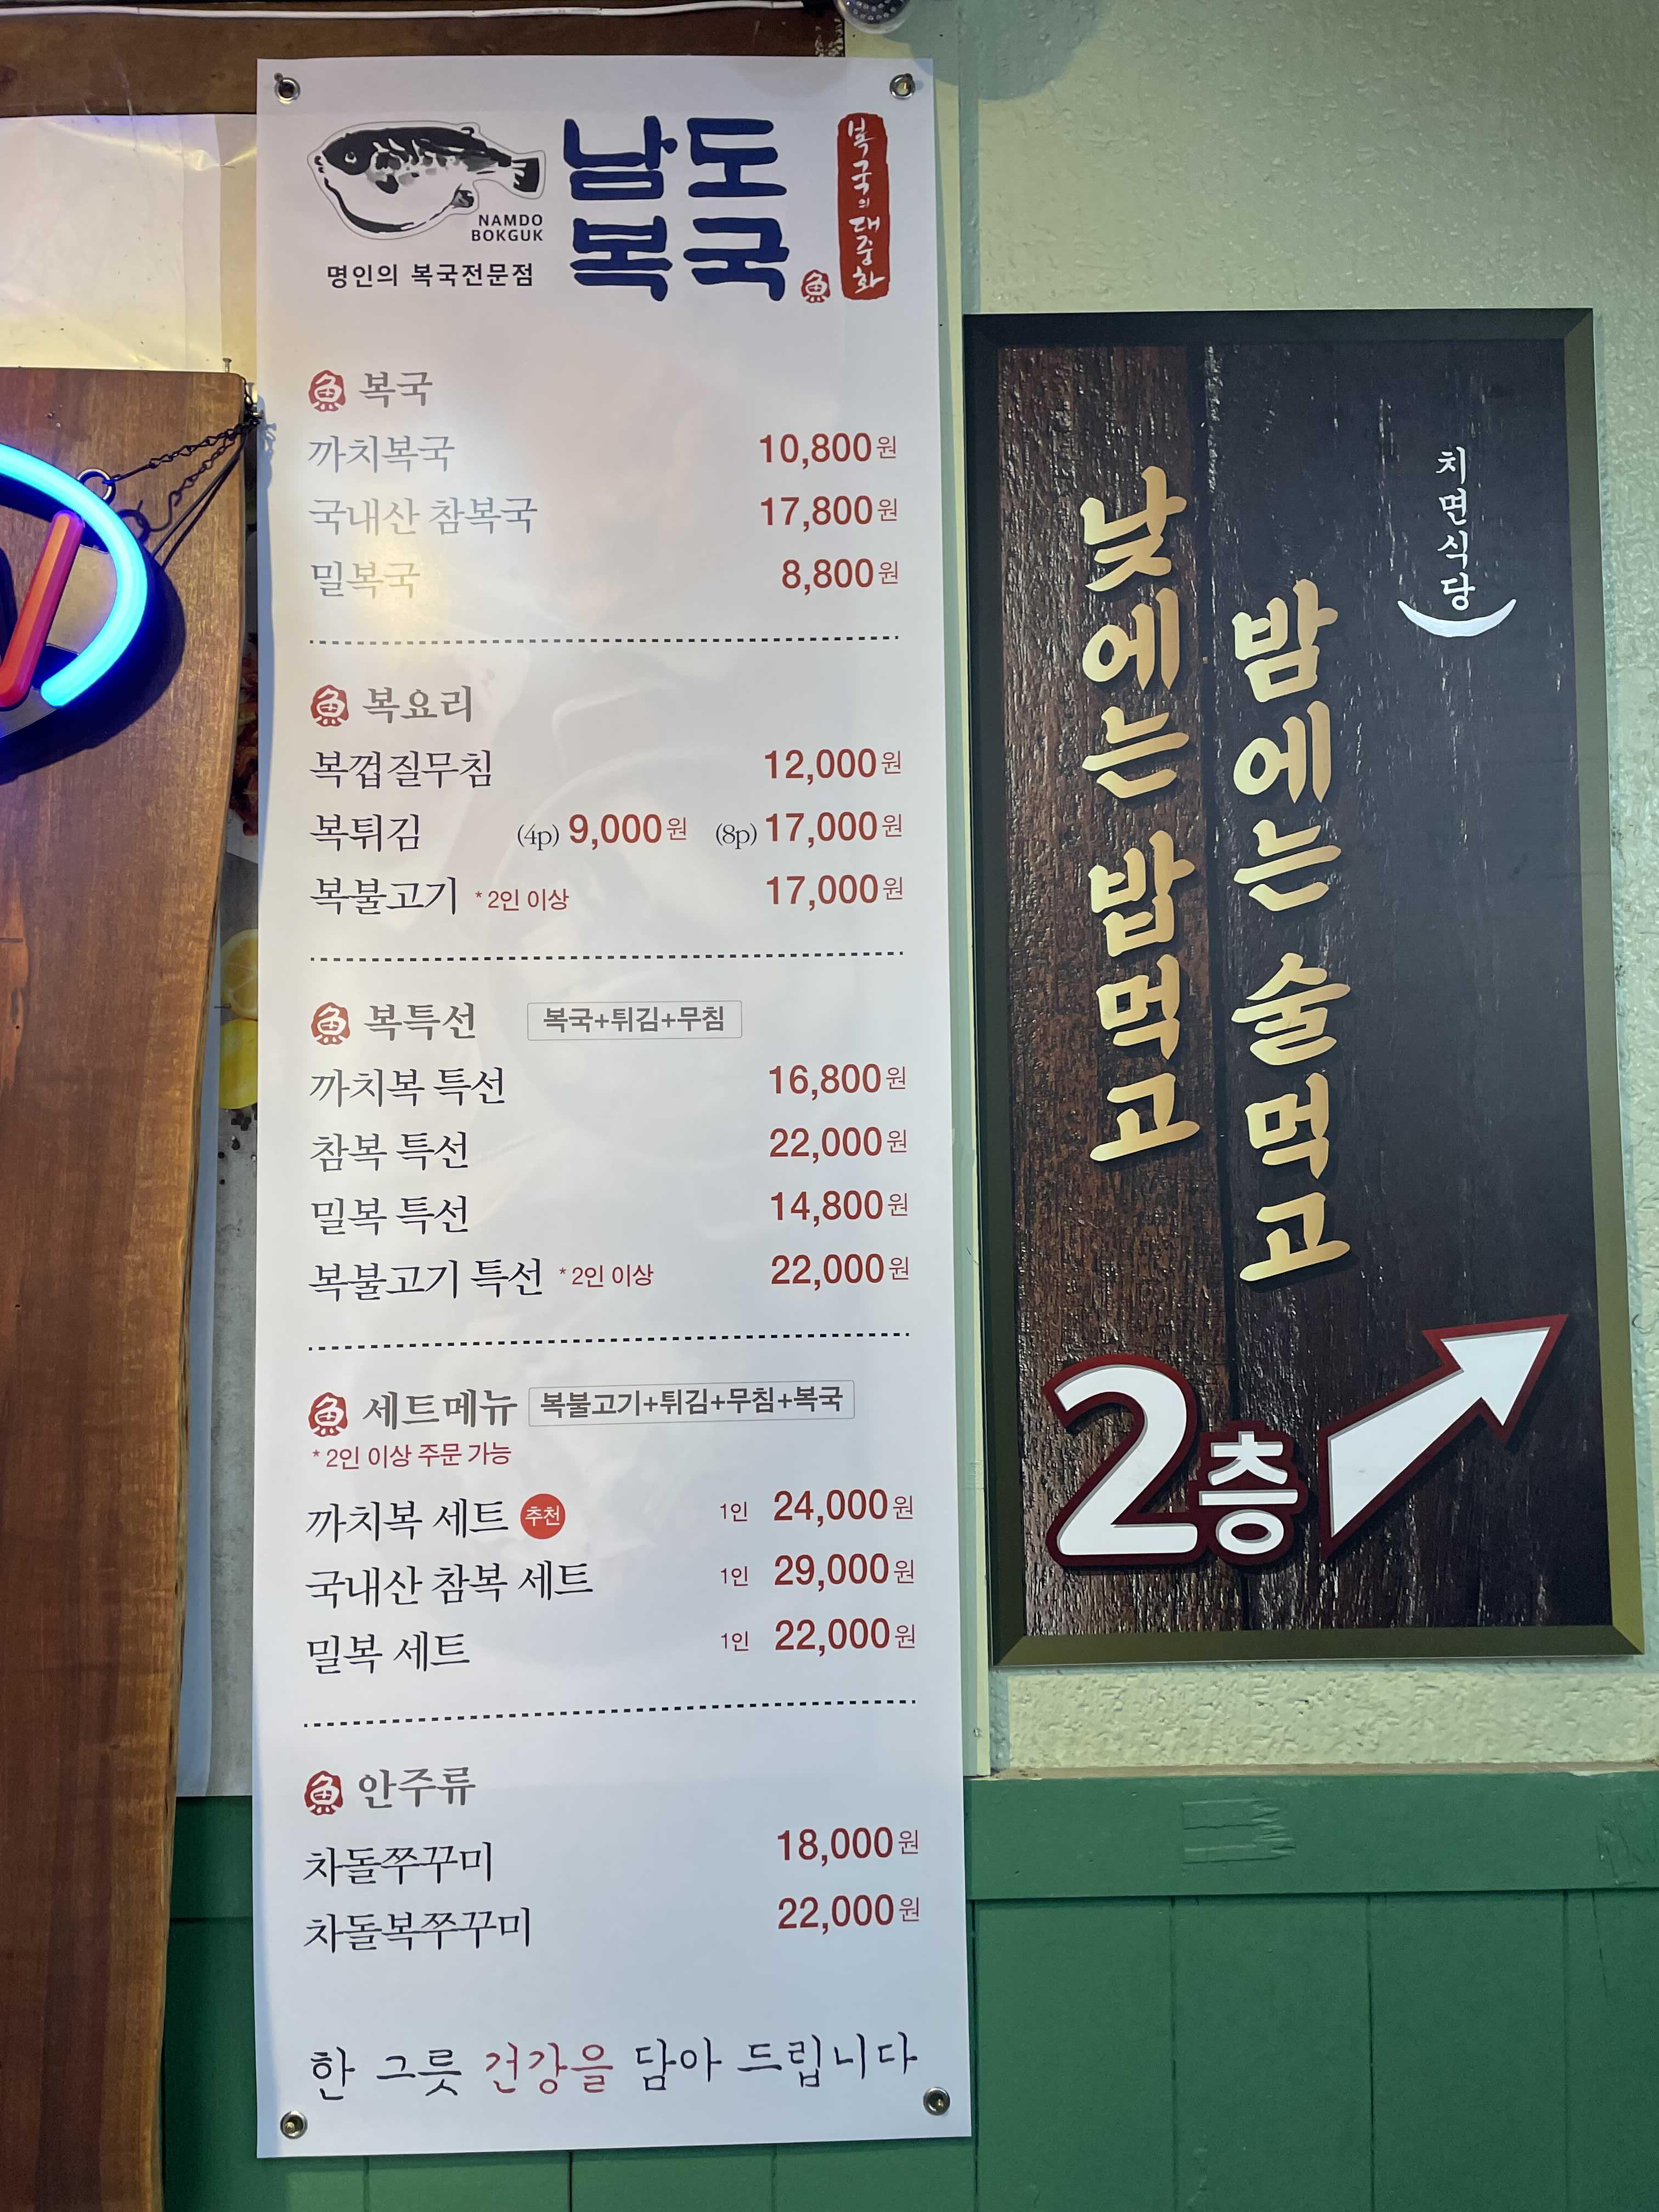 남도
복국
복국의 대중화
NAMDO
BOKGUK
명인의 복국전문점
魚
魚 복국
까치복국 10,800원
국내산 참복국 17,800원
밀복국 8,800원
魚 복요리
복껍질무침 12,000원
복튀김 (4p) 9,000원 (8p) 17,000원
복불고기 * 2인 이상 17,000원
魚 복특선 복국+튀김+무침
까치복 특선 16,800원
참복 특선 22,000원
밀복 특선 14,800원
복불고기 특선 * 2인 이상 22,000원
魚 세트메뉴 복불고기+튀김+무침+복국
* 2인 이상 주문 가능
까치복 세트 추천 1인 24,000원
국내산 참복 세트 1인 29,000원
밀복 세트 1인 22,000원
魚 안주류
차돌쭈꾸미 18,000원
차돌복쭈꾸미 22,000원
한 그릇 건강을 담아 드립니다
치면식당
낮에는 밥먹고
밤에는 술먹고
2층